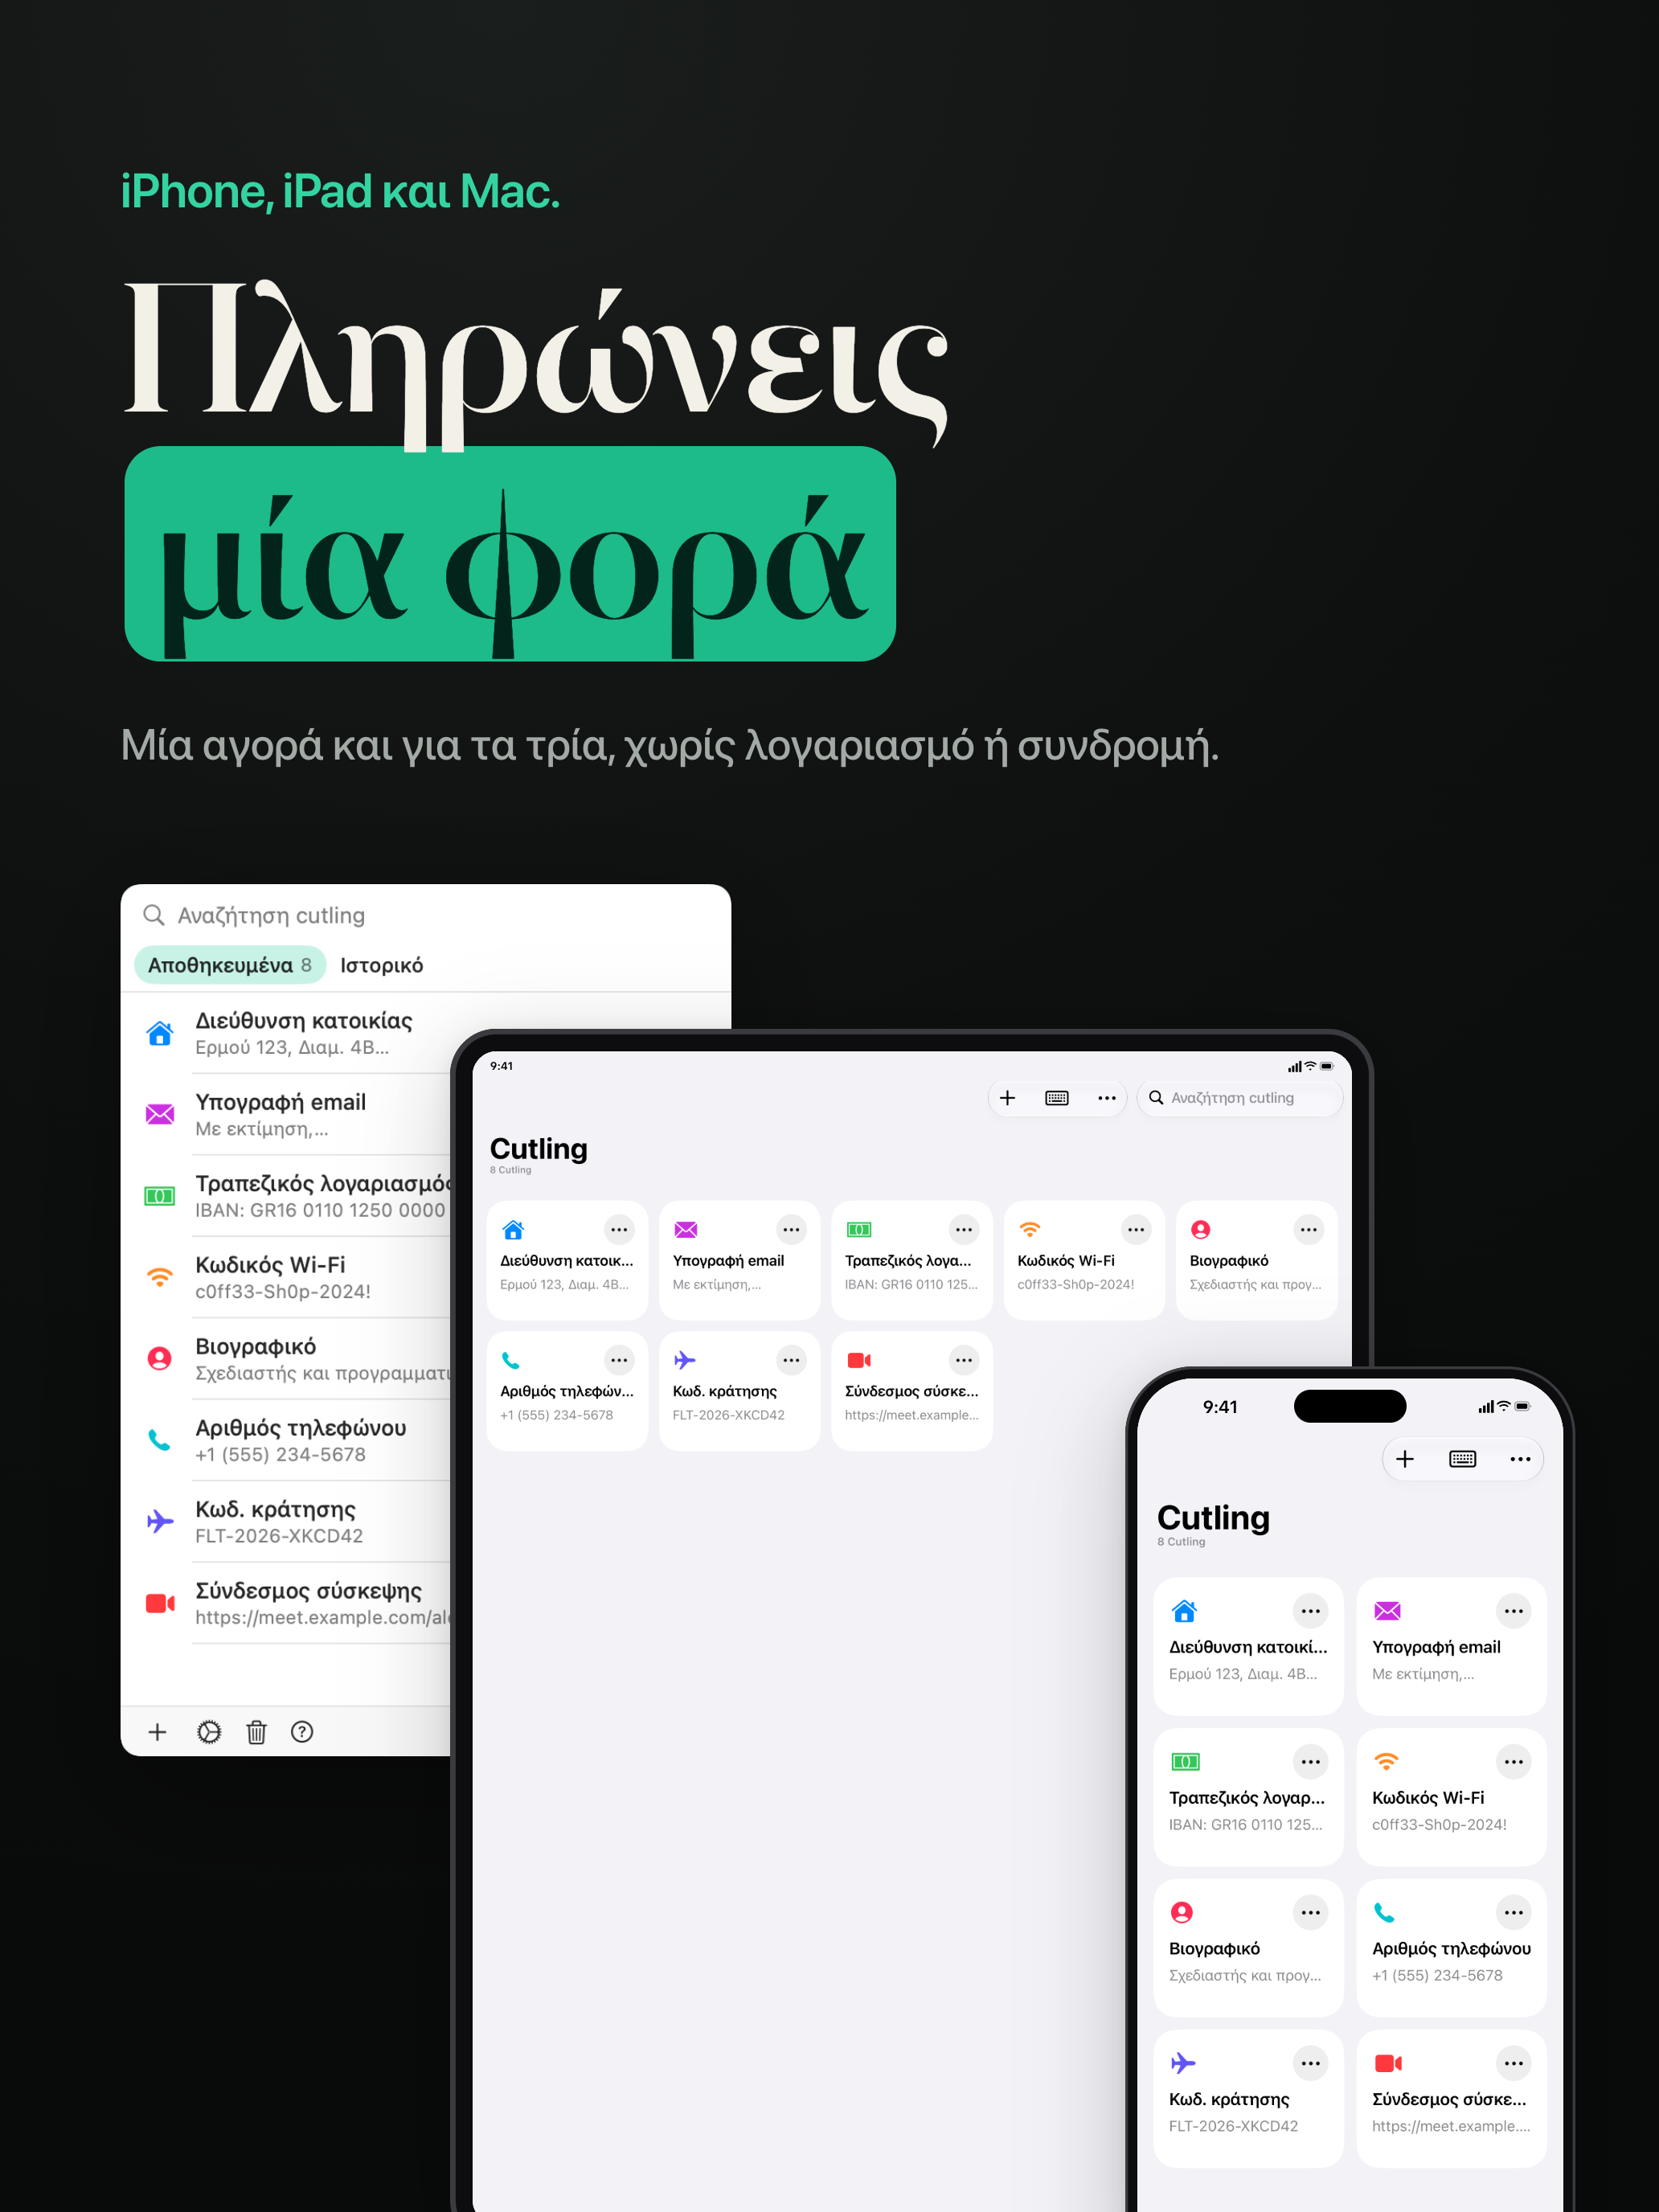 iPhone, iPad και Mac.
Πληρώνεις
μία φορά
Μία αγορά και για τα τρία, χωρίς λογαριασμό ή συνδρομή.
Αναζήτηση cutling
Αποθηκευμένα 8 Ιστορικό
Διεύθυνση κατοικίας
Ερμού 123, Διαμ. 4Β...
Υπογραφή email
Με εκτίμηση,...
Τραπεζικός λογαριασμός
IBAN: GR16 0110 1250 0000
Κωδικός Wi-Fi
c0ff33-Sh0p-2024!
Βιογραφικό
Σχεδιαστής και προγραμματι
Αριθμός τηλεφώνου
+1 (555) 234-5678
Κωδ. κράτησης
FLT-2026-XKCD42
Σύνδεσμος σύσκεψης
https://meet.example.com/al
9:41
Αναζήτηση cutling
Cutling
8 Cutling
Διεύθυνση κατοικ...
Ερμού 123, Διαμ. 4Β...
Υπογραφή email
Με εκτίμηση,...
Τραπεζικός λογα...
IBAN: GR16 0110 125...
Κωδικός Wi-Fi
c0ff33-Sh0p-2024!
Βιογραφικό
Σχεδιαστής και προγ...
Αριθμός τηλεφών...
+1 (555) 234-5678
Κωδ. κράτησης
FLT-2026-XKCD42
Σύνδεσμος σύσκε...
https://meet.example...
9:41
Cutling
8 Cutling
Διεύθυνση κατοικί...
Ερμού 123, Διαμ. 4Β...
Υπογραφή email
Με εκτίμηση,...
Τραπεζικός λογαρ...
IBAN: GR16 0110 125...
Κωδικός Wi-Fi
c0ff33-Sh0p-2024!
Βιογραφικό
Σχεδιαστής και προγ...
Αριθμός τηλεφώνου
+1 (555) 234-5678
Κωδ. κράτησης
FLT-2026-XKCD42
Σύνδεσμος σύσκε...
https://meet.example....